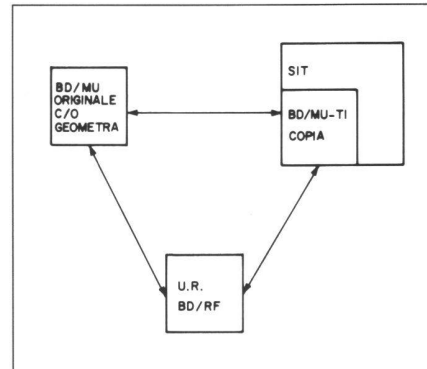 BD/MU
ORIGINALE
C/O
GEOMETRA
SIT
BD/MU-TI
COPIA
U.R.
BD/RF